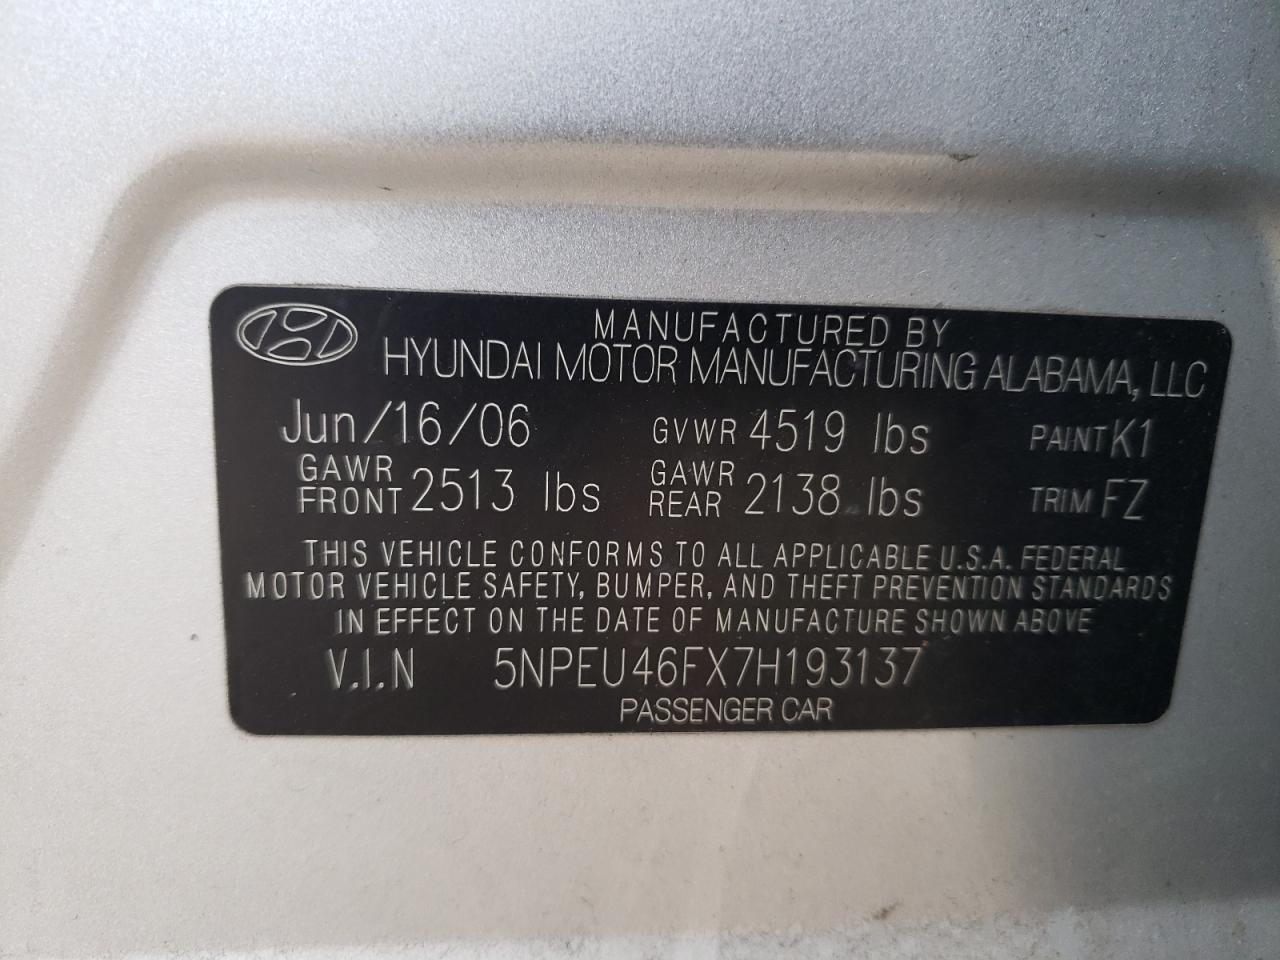 MANUFACTURED BY
HYUNDAI MOTOR MANUFACTURING ALABAMA, LLC
Jun/16/06 GVWR 4519 lbs PAINT K1
GAWR FRONT 2513 lbs GAWR REAR 2138 lbs TRIM FZ
THIS VEHICLE CONFORMS TO ALL APPLICABLE U.S.A. FEDERAL
MOTOR VEHICLE SAFETY, BUMPER, AND THEFT PREVENTION STANDARDS
IN EFFECT ON THE DATE OF MANUFACTURE SHOWN ABOVE
V.I.N 5NPEU46FX7H193137
PASSENGER CAR